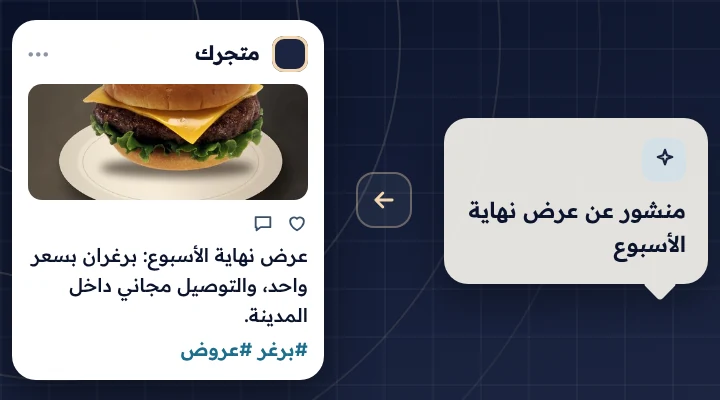 منشور عن عرض نهاية
الأسبوع
متجرك
عرض نهاية الأسبوع: برغران بسعر
واحد، والتوصيل مجاني داخل
المدينة.
#برغر #عروض